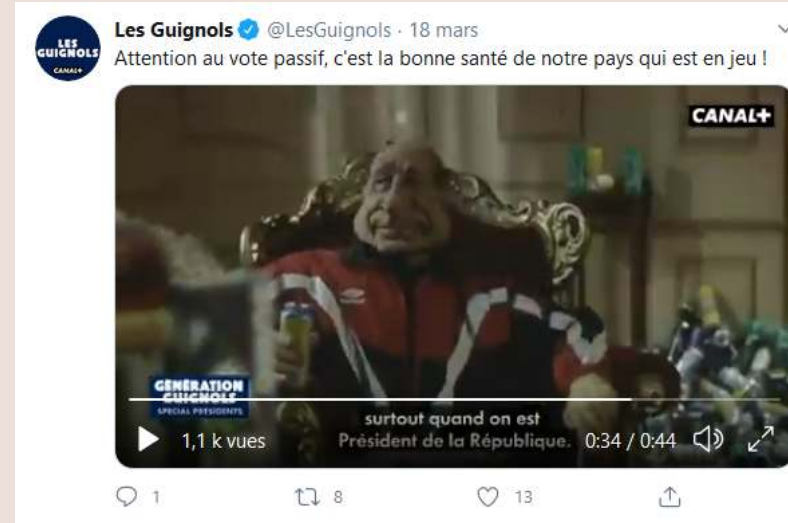 Les Guignols @LesGuignols · 18 mars
LES
GUIGNOLS
CANAL+
Attention au vote passif, c'est la bonne santé de notre pays qui est en jeu !
CANAL+
GÉNÉRATION
GUIGNOLS
SPECIAL PRESIDENTS
surtout quand on est
Président de la République.
1,1 k vues
0:34 / 0:44
1
8
13